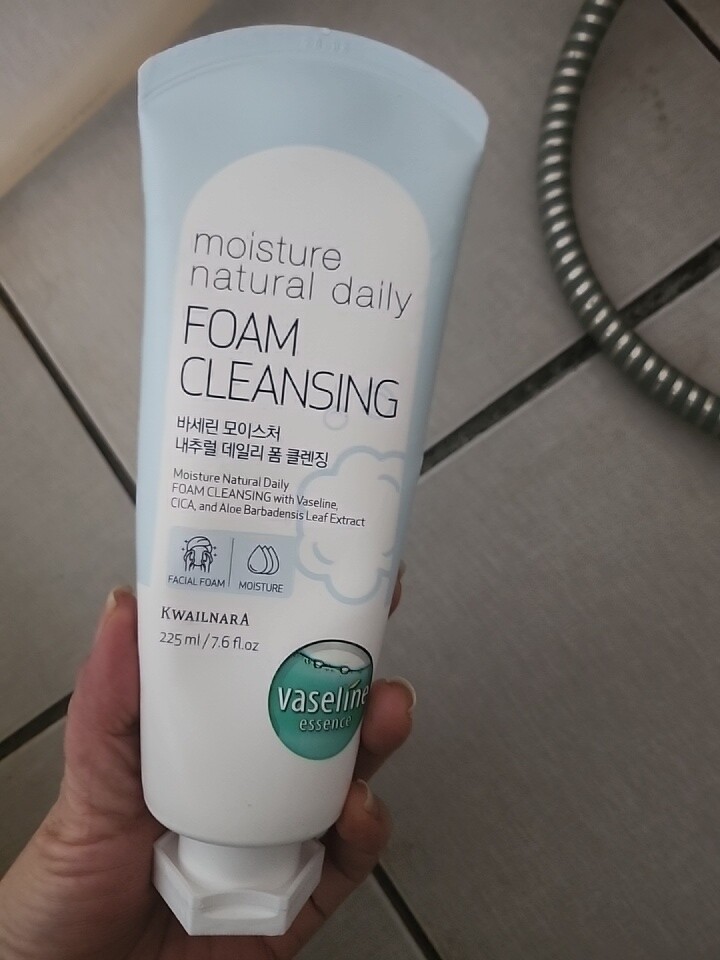 moisture
natural daily
FOAM
CLEANSING
바세린 모이스처
내추럴 데일리 폼 클렌징
Moisture Natural Daily
FOAM CLEANSING with Vaseline,
CICA, and Aloe Barbadensis Leaf Extract
FACIAL FOAM
MOISTURE
KWAILNARA
225 ml / 7.6 fl.oz
vaseline
essence